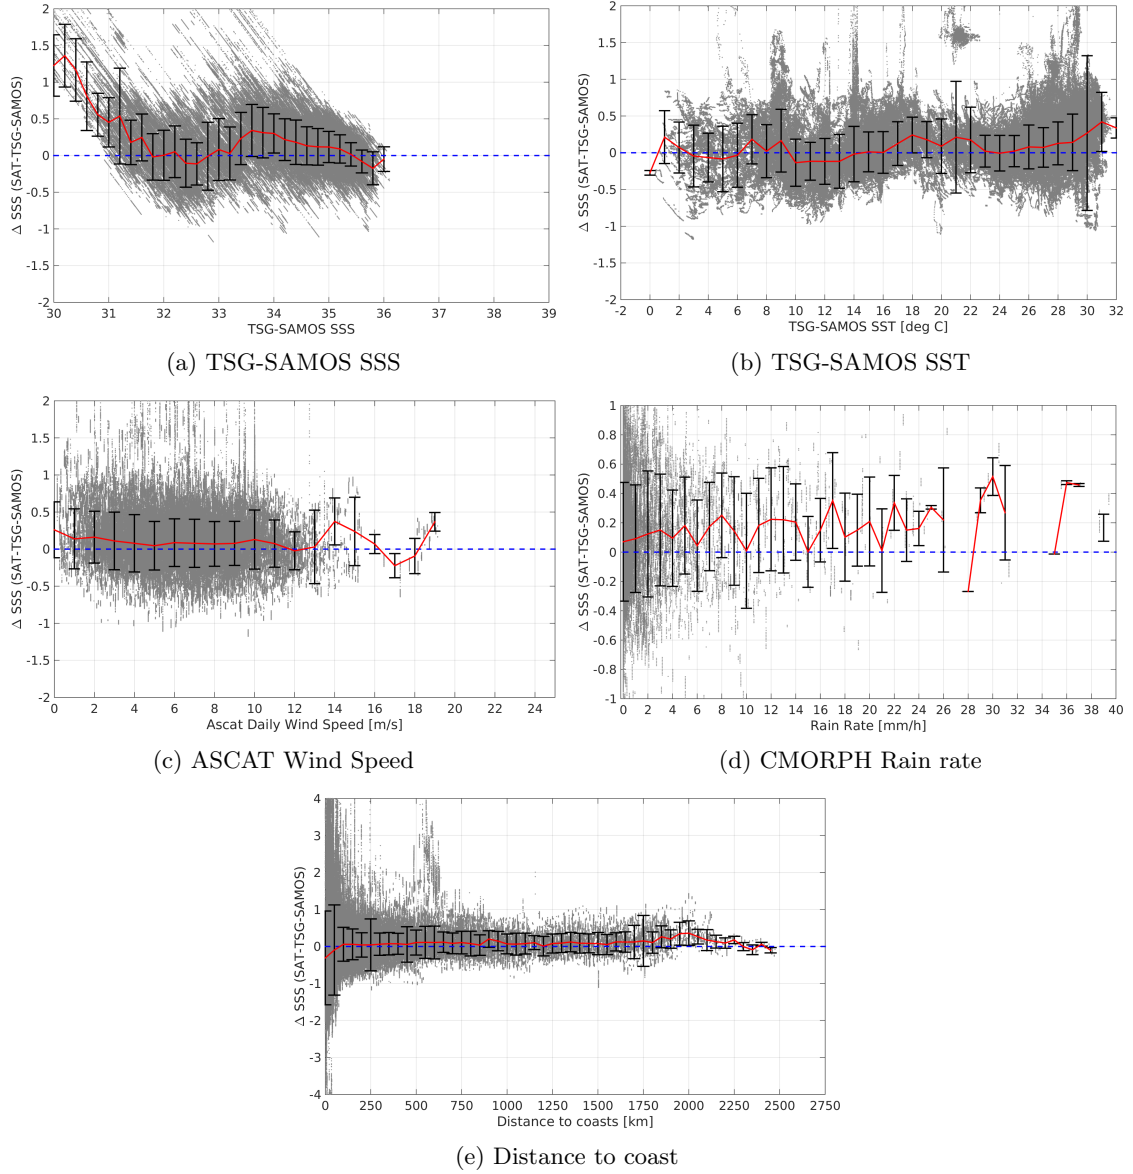 2
1.5
1
0.5
0
-0.5
-1
-1.5
-2
Δ SSS (SAT-TSG-SAMOS)
30 31 32 33 34 35 36 37 38 39
TSG-SAMOS SSS
(a) TSG-SAMOS SSS
2
1.5
1
0.5
0
-0.5
-1
-1.5
-2
Δ SSS (SAT-TSG-SAMOS)
-2 0 2 4 6 8 10 12 14 16 18 20 22 24 26 28 30 32
TSG-SAMOS SST [deg C]
(b) TSG-SAMOS SST
2
1.5
1
0.5
0
-0.5
-1
-1.5
-2
Δ SSS (SAT-TSG-SAMOS)
0 2 4 6 8 10 12 14 16 18 20 22 24
Ascat Daily Wind Speed [m/s]
(c) ASCAT Wind Speed
1
0.8
0.6
0.4
0.2
0
-0.2
-0.4
-0.6
-0.8
-1
Δ SSS (SAT-TSG-SAMOS)
0 2 4 6 8 10 12 14 16 18 20 22 24 26 28 30 32 34 36 38 40
Rain Rate [mm/h]
(d) CMORPH Rain rate
4
3
2
1
0
-1
-2
-3
-4
Δ SSS (SAT-TSG-SAMOS)
0 250 500 750 1000 1250 1500 1750 2000 2250 2500 2750
Distance to coasts [km]
(e) Distance to coast